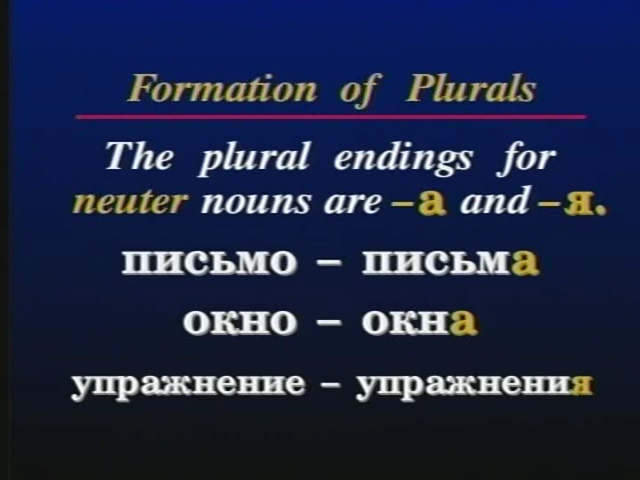 Formation of Plurals
The plural endings for
neuter nouns are –а and –я.
письмо – письма
окно – окна
упражнение – упражнения